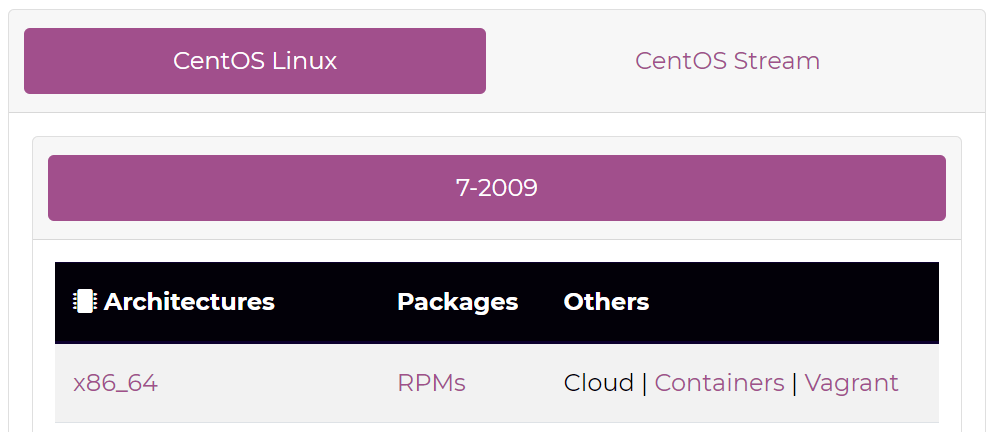 CentOS Linux CentOS Stream
7-2009
Architectures Packages Others
x86_64 RPMs Cloud | Containers | Vagrant